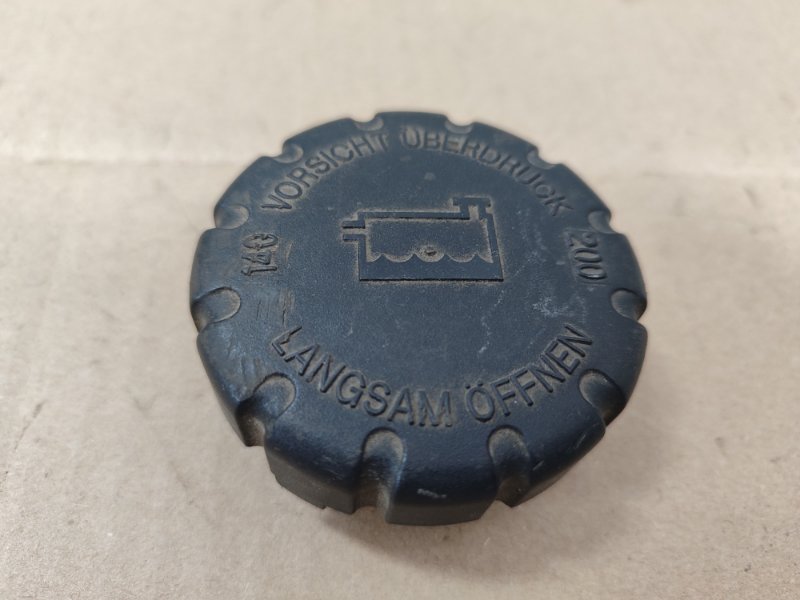 VORSICHT ÜBERDRUCK
140 200
LANGSAM ÖFFNEN